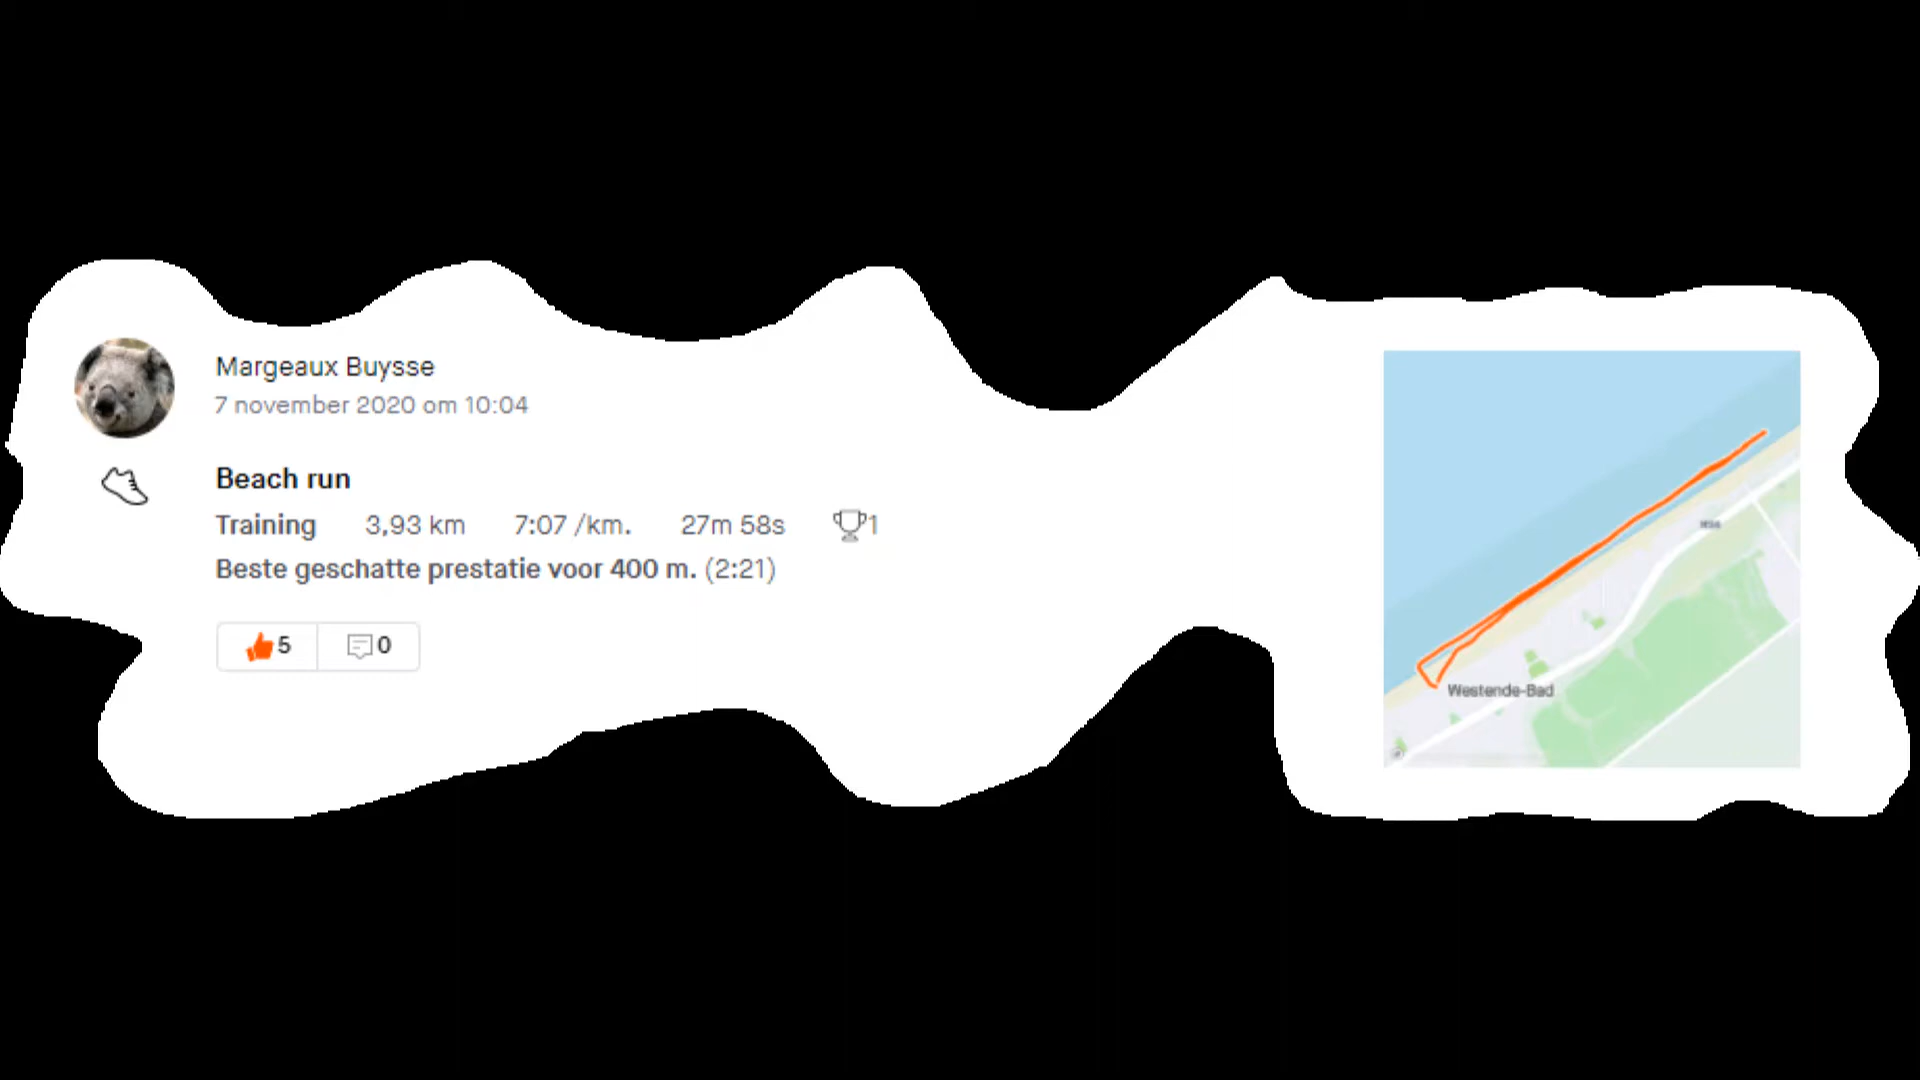 Margeaux Buysse
7 november 2020 om 10:04
Beach run
Training 3,93 km 7:07 /km. 27m 58s 1
Beste geschatte prestatie voor 400 m. (2:21)
5 0
Westende-Bad